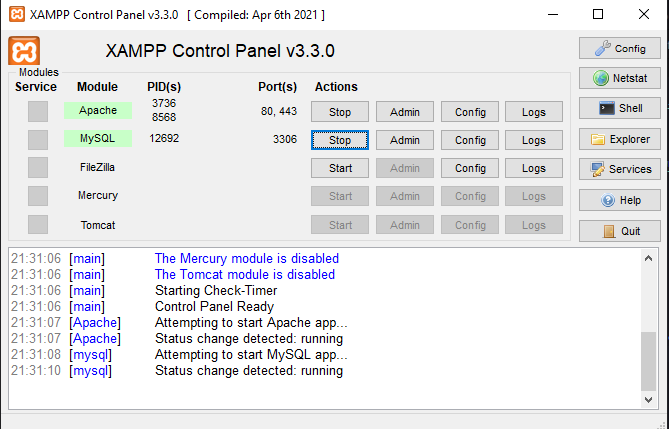 XAMPP Control Panel v3.3.0 [ Compiled: Apr 6th 2021 ]
XAMPP Control Panel v3.3.0
Config
Modules
Service Module PID(s) Port(s) Actions
Netstat
Apache 3736 8568 80, 443 Stop Admin Config Logs
Shell
MySQL 12692 3306 Stop Admin Config Logs
Explorer
FileZilla Start Admin Config Logs
Services
Mercury Start Admin Config Logs
Help
Tomcat Start Admin Config Logs
Quit
21:31:06 [main] The Mercury module is disabled
21:31:06 [main] The Tomcat module is disabled
21:31:06 [main] Starting Check-Timer
21:31:06 [main] Control Panel Ready
21:31:07 [Apache] Attempting to start Apache app...
21:31:07 [Apache] Status change detected: running
21:31:08 [mysql] Attempting to start MySQL app...
21:31:10 [mysql] Status change detected: running